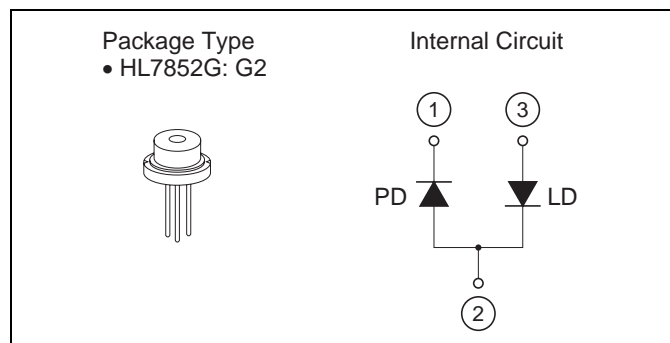 Package Type
• HL7852G: G2
Internal Circuit
1
3
PD
LD
2